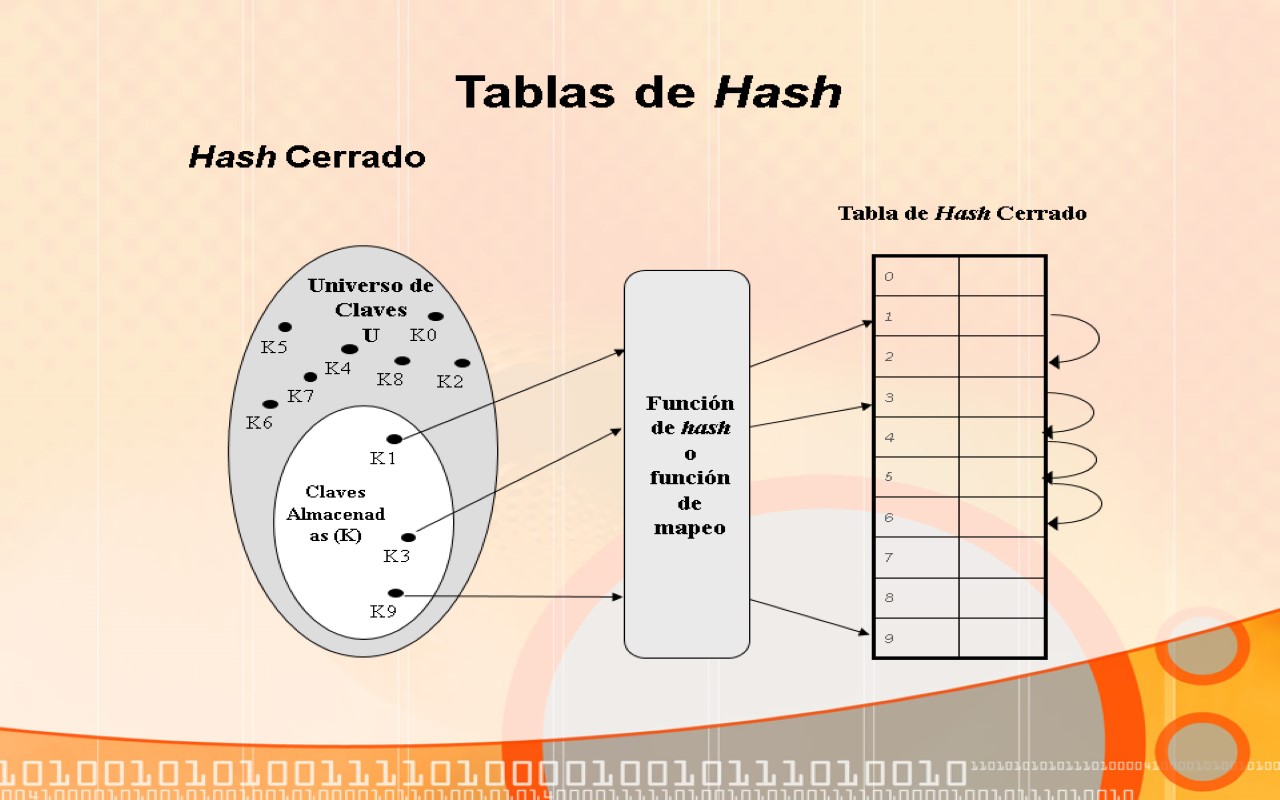 Tablas de Hash
Hash Cerrado
Tabla de Hash Cerrado
Universo de
Claves
U
K5
K0
K4
K8
K2
K7
K6
K1
Claves
Almacenad
as (K)
K3
K9
Función
de hash
o
función
de
mapeo
0
1
2
3
4
5
6
7
8
9